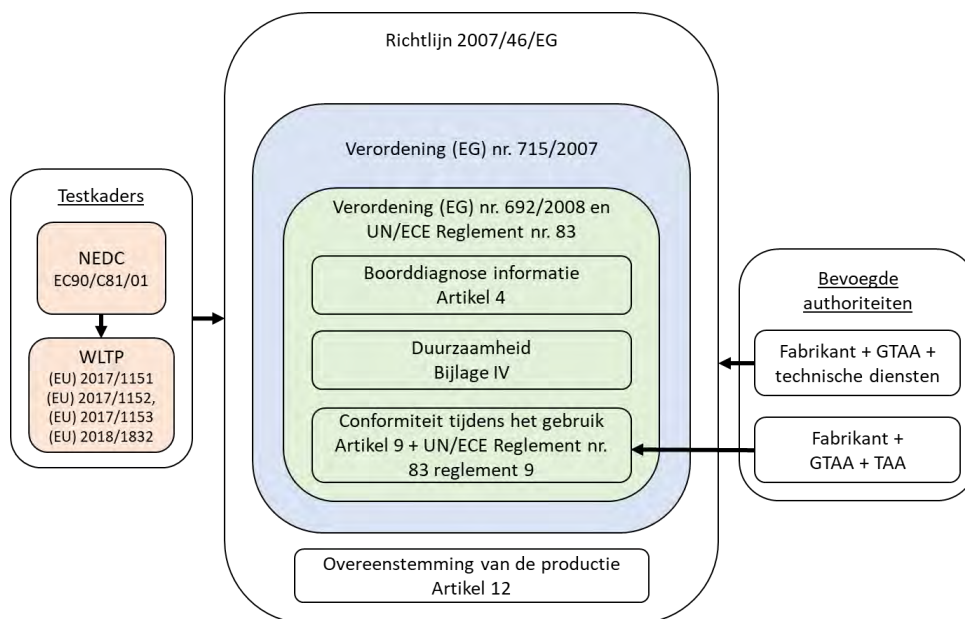 Richtlijn 2007/46/EG
Verordening (EG) nr. 715/2007
Testkaders
NEDC
EC90/C81/01
WLTP
(EU) 2017/1151
(EU) 2017/1152,
(EU) 2017/1153
(EU) 2018/1832
Verordening (EG) nr. 692/2008 en
UN/ECE Reglement nr. 83
Boorddiagnose informatie
Artikel 4
Duurzaamheid
Bijlage IV
Conformiteit tijdens het gebruik
Artikel 9 + UN/ECE Reglement nr.
83 reglement 9
Overeenstemming van de productie
Artikel 12
Bevoegde
authoriteiten
Fabrikant + GTAA +
technische diensten
Fabrikant +
GTAA + TAA